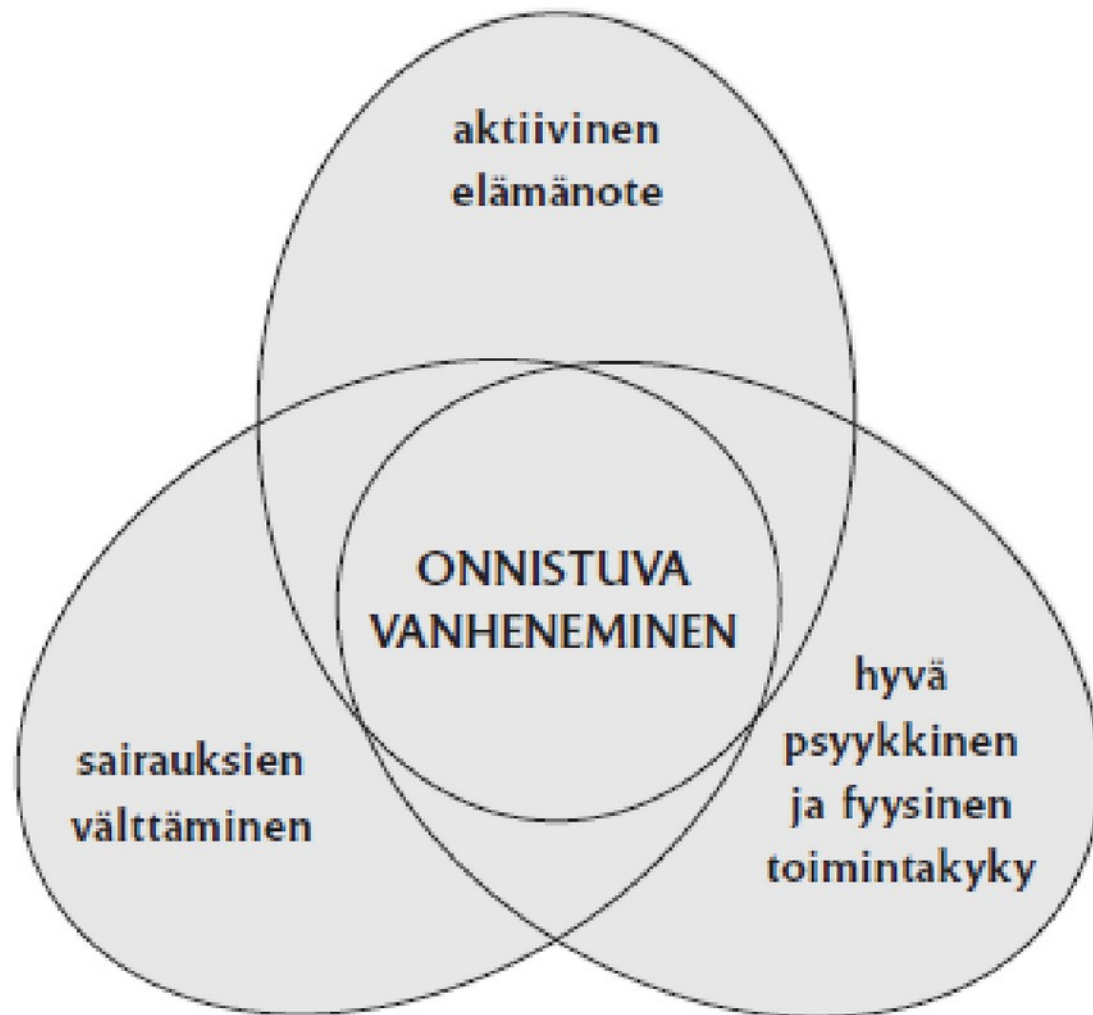 aktiivinen
elämänote
ONNISTUVA
VANHENEMINEN
sairauksien
välttäminen
hyvä
psyykkinen
ja fyysinen
toimintakyky